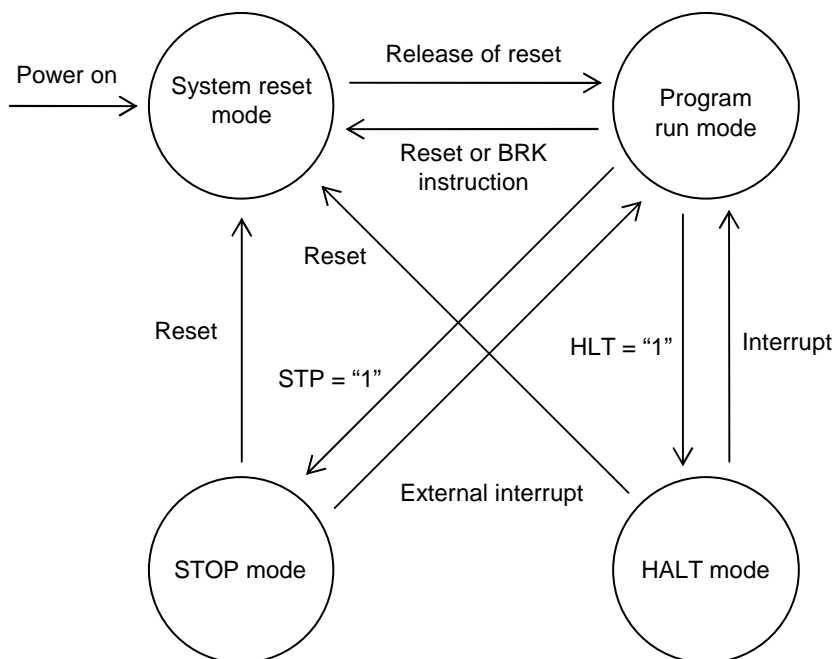 Power on
System reset
mode
Release of reset
Program
run mode
Reset or BRK
instruction
Reset
Reset
STP = “1”
HLT = “1”
Interrupt
External interrupt
STOP mode
HALT mode